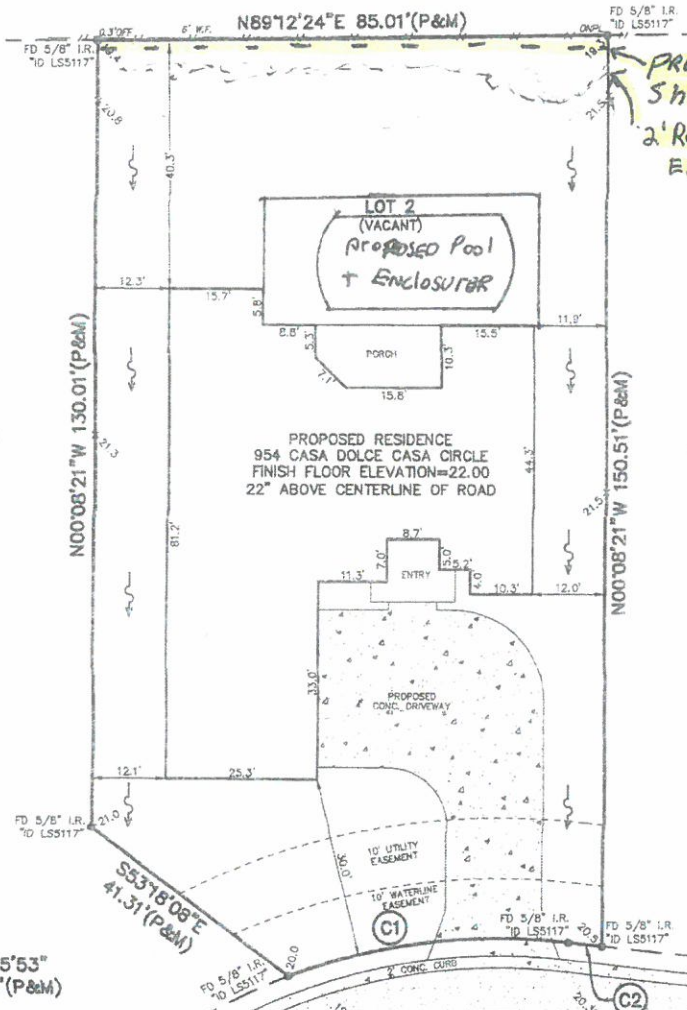 N89°12'24"E 85.01'(P&M)
FD 5/8" I.R.
"ID LS5117"
0.3'OFF
6' W.F.
ONPL
FD 5/8" I.R.
"ID LS5117"
19.4
19.
PRO
Sh
2' R
E
20.8
21.5
40.3'
LOT 2
(VACANT)
PROPOSED Pool
+ ENCLOSURER
12.3'
15.7'
5.8'
8.8'
5.3'
PORCH
10.3'
15.5'
11.9'
7.1'
15.8'
N00°08'21"W 130.01'(P&M)
21.3
PROPOSED RESIDENCE
954 CASA DOLCE CASA CIRCLE
FINISH FLOOR ELEVATION=22.00
22" ABOVE CENTERLINE OF ROAD
44.3'
21.5
N00°08'21"W 150.51'(P&M)
81.2'
8.7'
7.0'
5.0'
5.2'
ENTRY
4.0'
11.3'
10.3'
12.0'
33.0'
PROPOSED
CONC. DRIVEWAY
12.1'
25.3'
FD 5/8" I.R.
"ID LS5117"
21.0
S53°18'08"E
41.31'(P&M)
30.0'
10' UTILITY
EASEMENT
10' WATERLINE
EASEMENT
C1
FD 5/8" I.R.
"ID LS5117"
20.9
FD 5/8" I.R.
"ID LS5117"
5'53"
'(P&M)
FD 5/8" I.R.
"ID LS5117"
20.0
2' CONC. CURB
C2